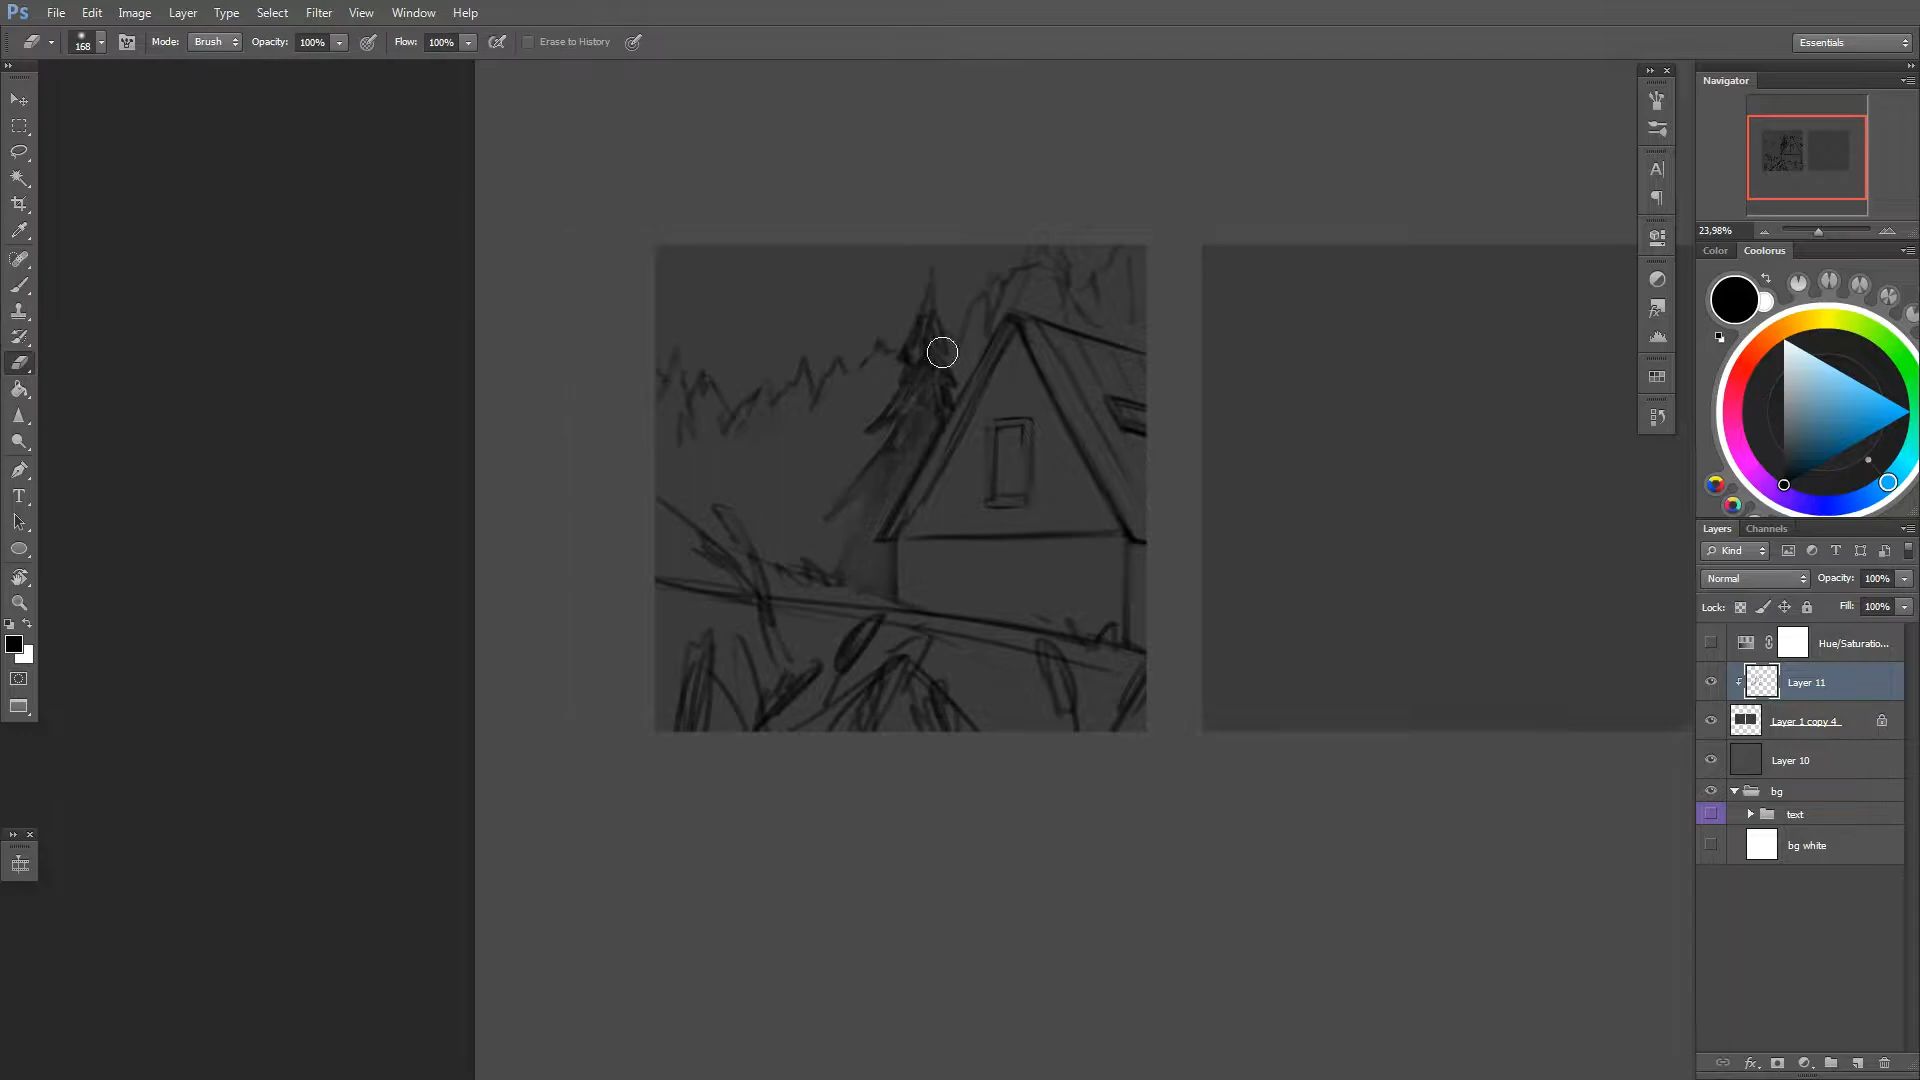 Ps File Edit Image Layer Type Select Filter View Window Help
168 Mode: Brush Opacity: 100% Flow: 100% Erase to History Essentials
Navigator
23,98%
Color Coolorus
Layers Channels
Kind T
Normal Opacity: 100%
Lock: Fill: 100%
Hue/Saturatio...
Layer 11
Layer 1 copy 4
Layer 10
bg
text
bg white